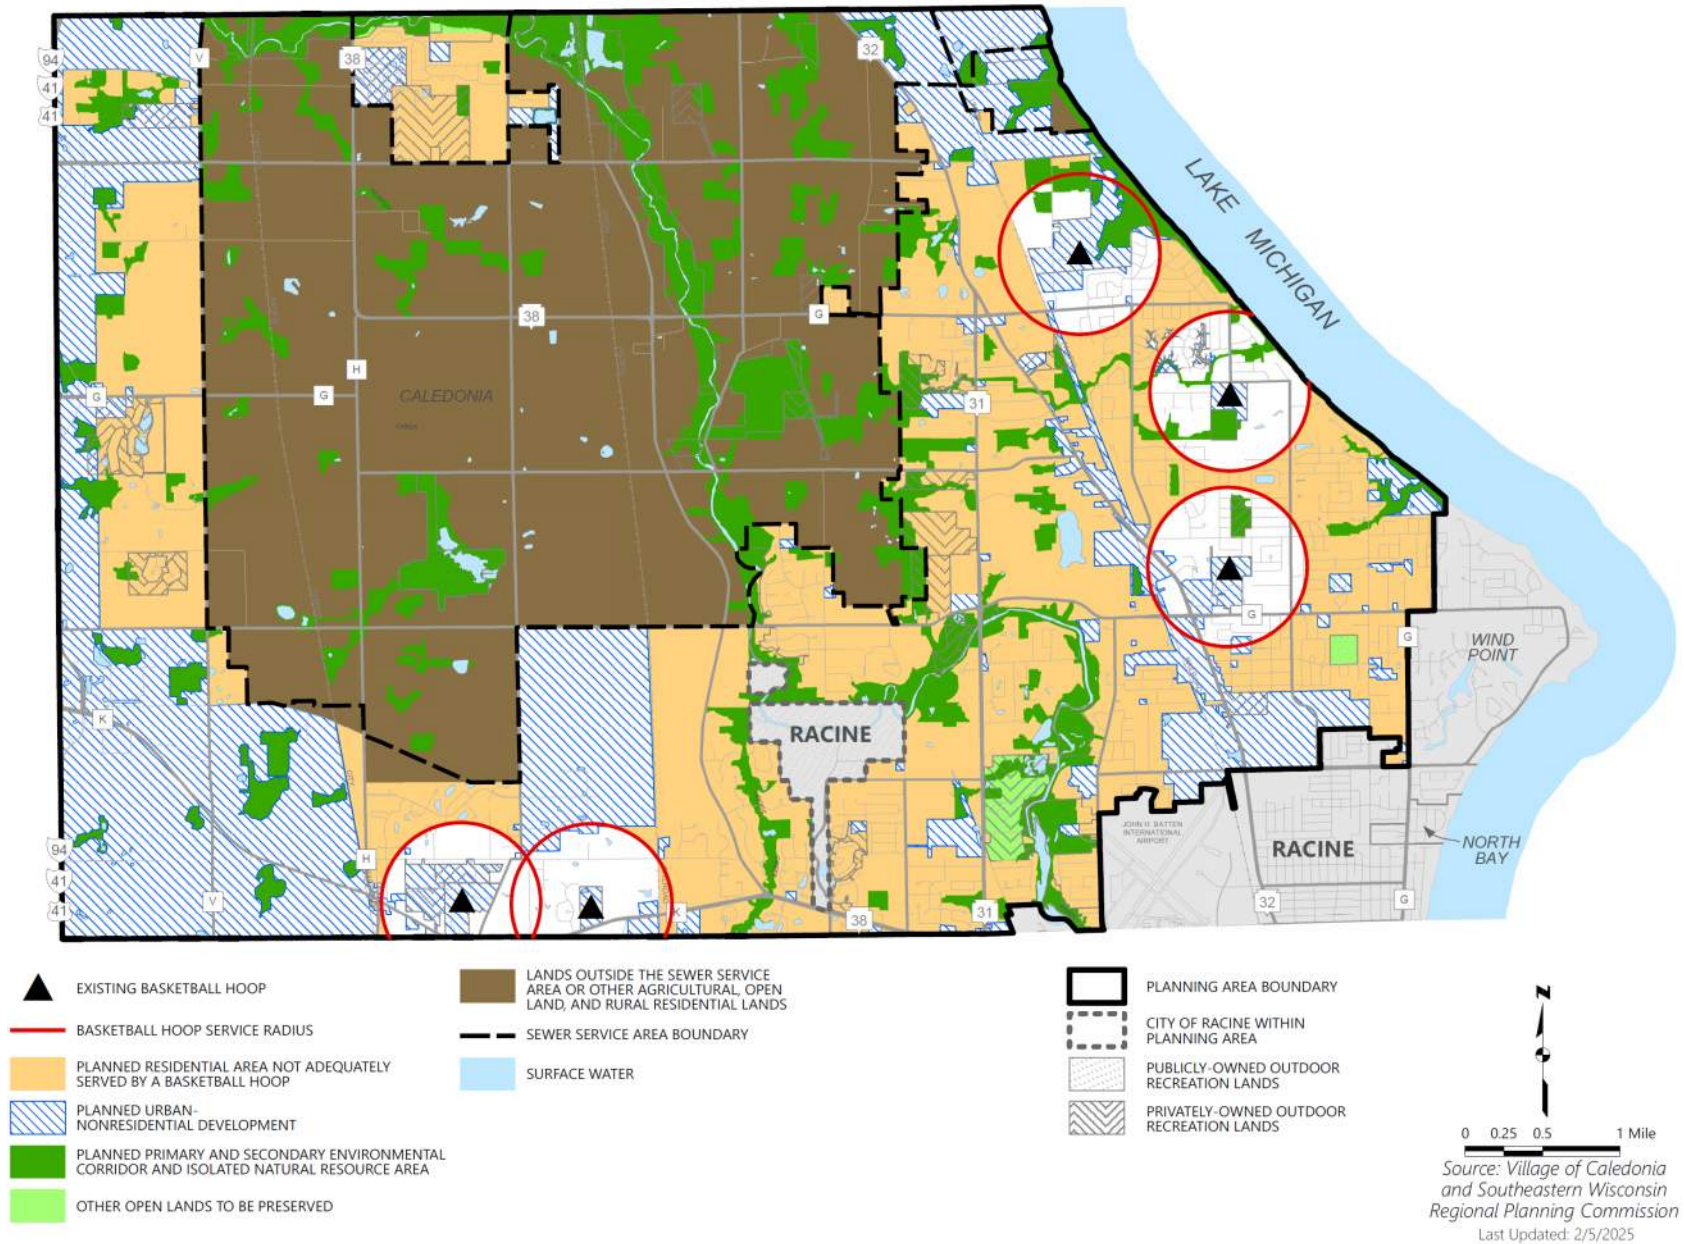 94
41
41
V
38
32
LAKE
MICHIGAN
38
G
H
G
CALEDONIA
G
31
G
G
WIND
POINT
K
RACINE
JOHN H. BATTEN
INTERNATIONAL
AIRPORT
RACINE
NORTH
BAY
94
41
41
H
V
K
38
31
32
G
EXISTING BASKETBALL HOOP
BASKETBALL HOOP SERVICE RADIUS
PLANNED RESIDENTIAL AREA NOT ADEQUATELY
SERVED BY A BASKETBALL HOOP
PLANNED URBAN-
NONRESIDENTIAL DEVELOPMENT
PLANNED PRIMARY AND SECONDARY ENVIRONMENTAL
CORRIDOR AND ISOLATED NATURAL RESOURCE AREA
OTHER OPEN LANDS TO BE PRESERVED
LANDS OUTSIDE THE SEWER SERVICE
AREA OR OTHER AGRICULTURAL, OPEN
LAND, AND RURAL RESIDENTIAL LANDS
SEWER SERVICE AREA BOUNDARY
SURFACE WATER
PLANNING AREA BOUNDARY
CITY OF RACINE WITHIN
PLANNING AREA
PUBLICLY-OWNED OUTDOOR
RECREATION LANDS
PRIVATELY-OWNED OUTDOOR
RECREATION LANDS
N
0 0.25 0.5 1 Mile
Source: Village of Caledonia
and Southeastern Wisconsin
Regional Planning Commission
Last Updated: 2/5/2025